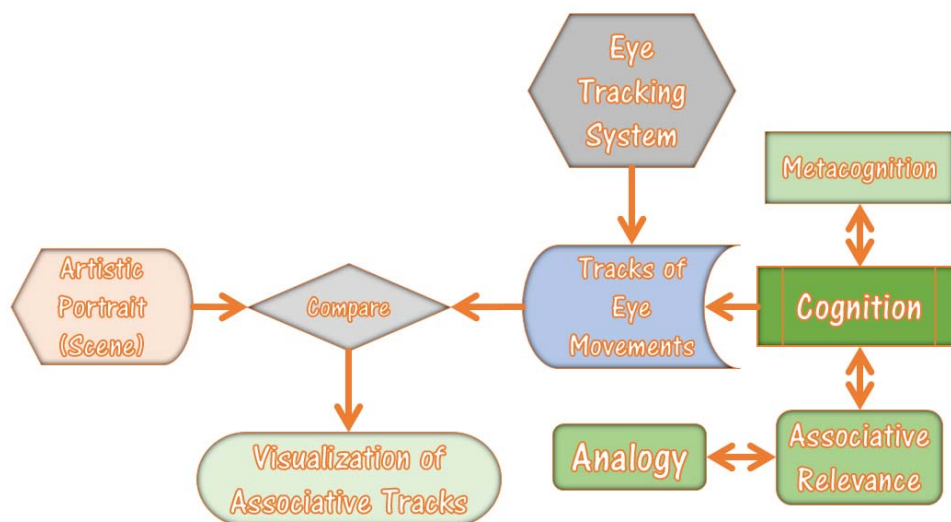 Eye
Tracking
System
Metacognition
Artistic
Portrait
(Scene)
Compare
Tracks of
Eye
Movements
Cognition
Visualization of
Associative Tracks
Analogy
Associative
Relevance